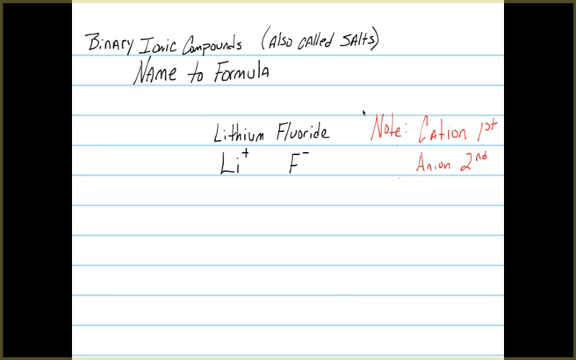 Binary Ionic Compounds (Also called SAlts)
NAme to Formula
Lithium Fluoride
Note: CAtion 1st
Li+ F−
Anion 2nd